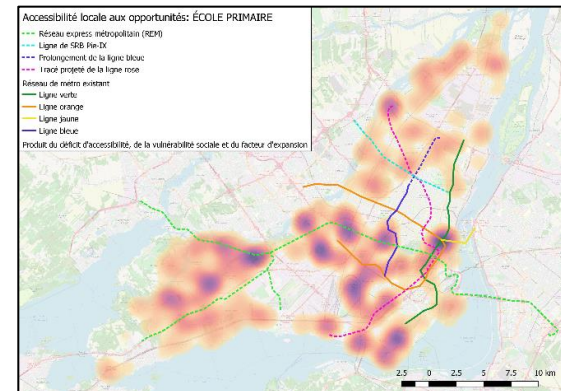 Accessibilité locale aux opportunités: ÉCOLE PRIMAIRE
Réseau express métropolitain (REM)
Ligne de SRB Pie-IX
Prolongement de la ligne bleue
Tracé projeté de la ligne rose
Réseau de métro existant
Ligne verte
Ligne orange
Ligne jaune
Ligne bleue
Produit du déficit d'accessibilité, de la vulnérabilité sociale et du facteur d'expansion
2.5 0 2.5 5 7.5 10 km